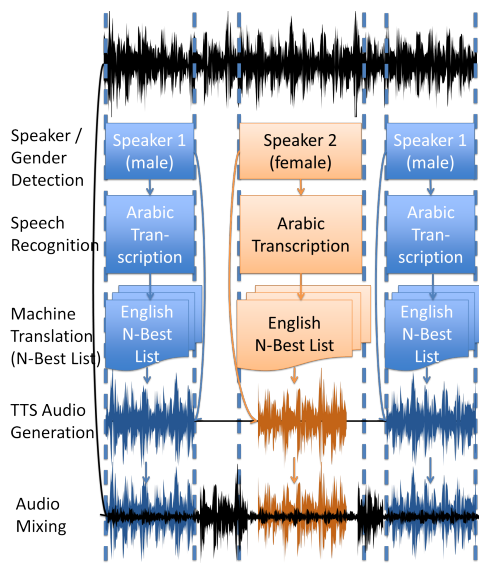 Speaker /
Gender
Detection
Speaker 1
(male)
Speaker 2
(female)
Speaker 1
(male)
Speech
Recognition
Arabic
Tran-
scription
Arabic
Transcription
Arabic
Tran-
scription
Machine
Translation
(N-Best List)
English
N-Best
List
English
N-Best List
English
N-Best
List
TTS Audio
Generation
Audio
Mixing